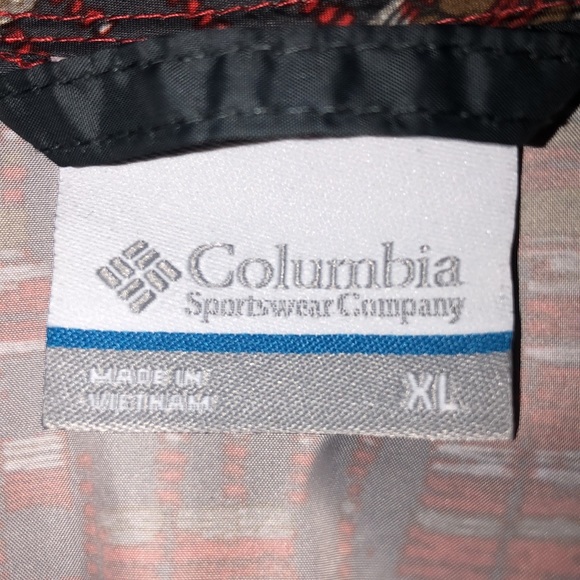 Columbia
Sportswear Company
MADE IN
VIETNAM
XL